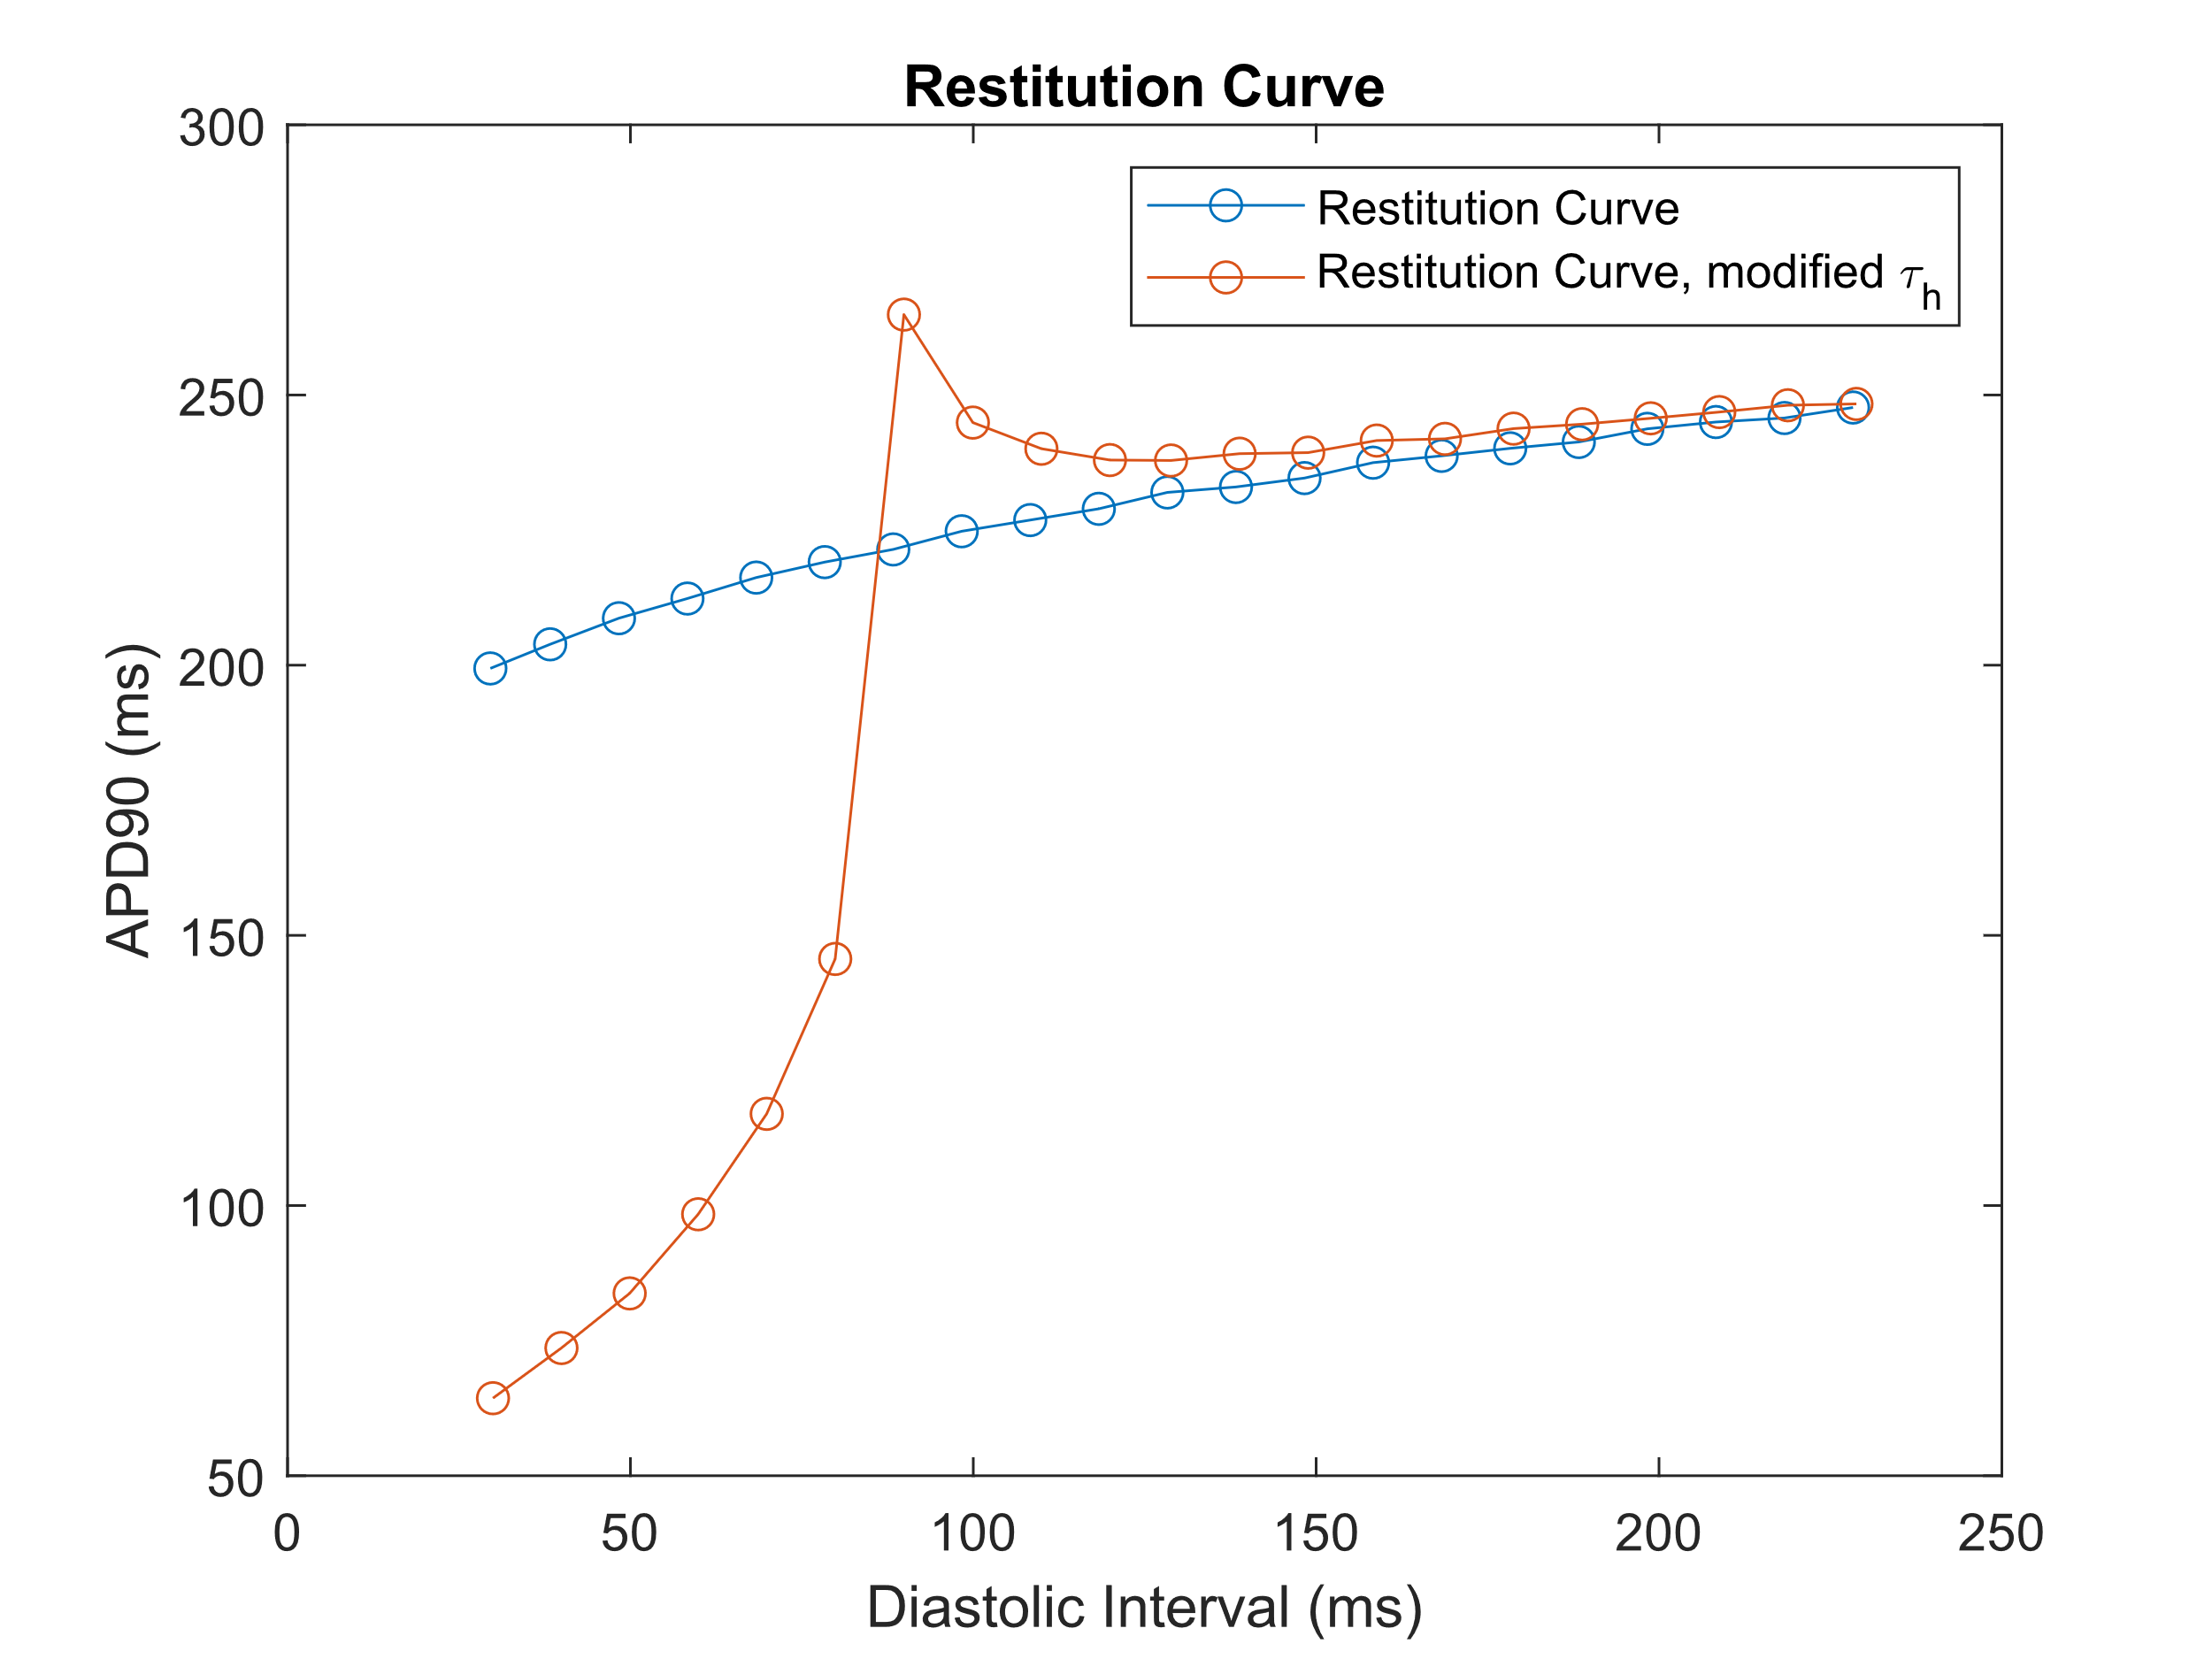 Restitution Curve
300
250
200
150
100
50
APD90 (ms)
Restitution Curve
Restitution Curve, modified τh
0 50 100 150 200 250
Diastolic Interval (ms)